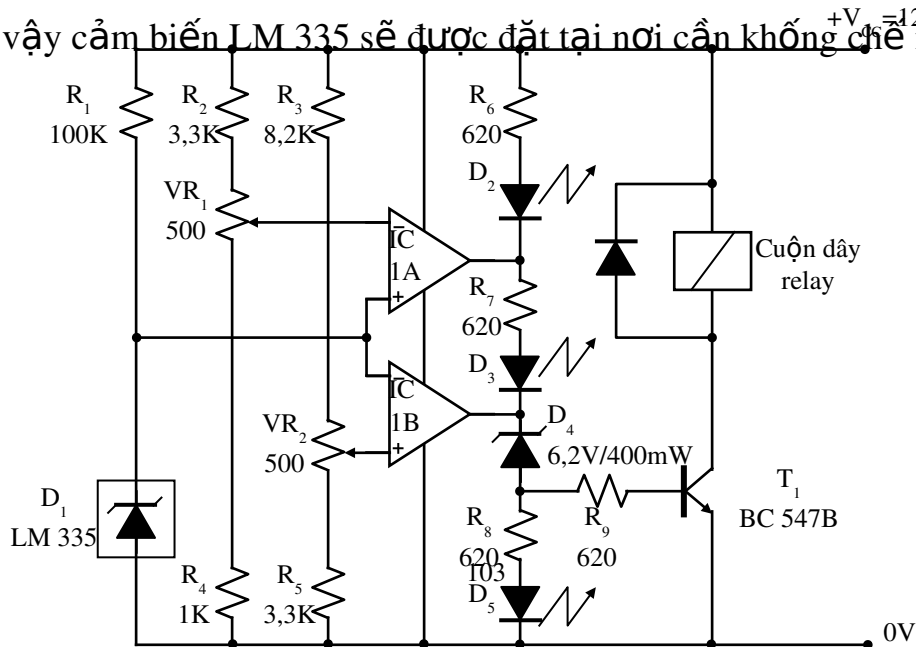 vậy cảm biến LM 335 sẽ được đặt tại nơi cần khống chế
+Vcc=12
R1
100K
R2
3,3K
R3
8,2K
R6
620
D2
VR1
500
IC
1A
-
+
R7
620
Cuộn dây
relay
D3
IC
1B
-
+
VR2
500
D4
6,2V/400mW
D1
LM 335
R8
620
103
R9
620
T1
BC 547B
R4
1K
R5
3,3K
D5
0V